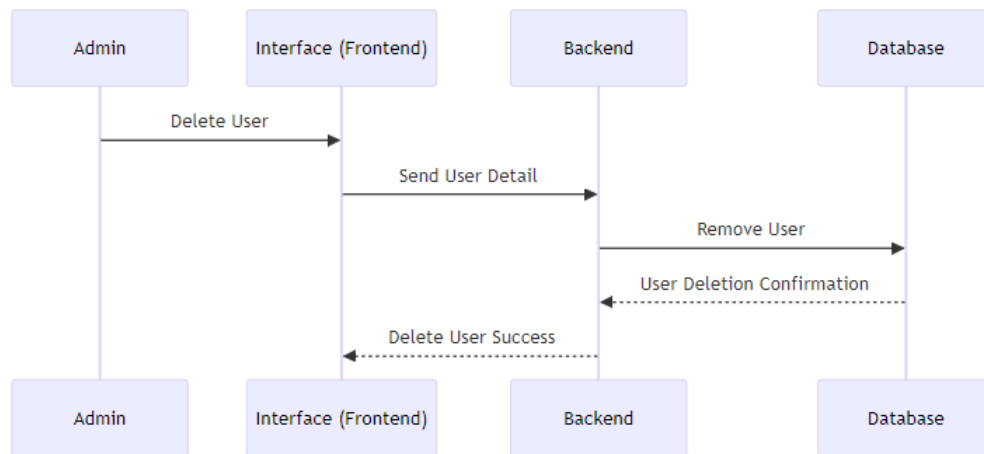 Admin
Interface (Frontend)
Backend
Database
Delete User
Send User Detail
Remove User
User Deletion Confirmation
Delete User Success
Admin
Interface (Frontend)
Backend
Database